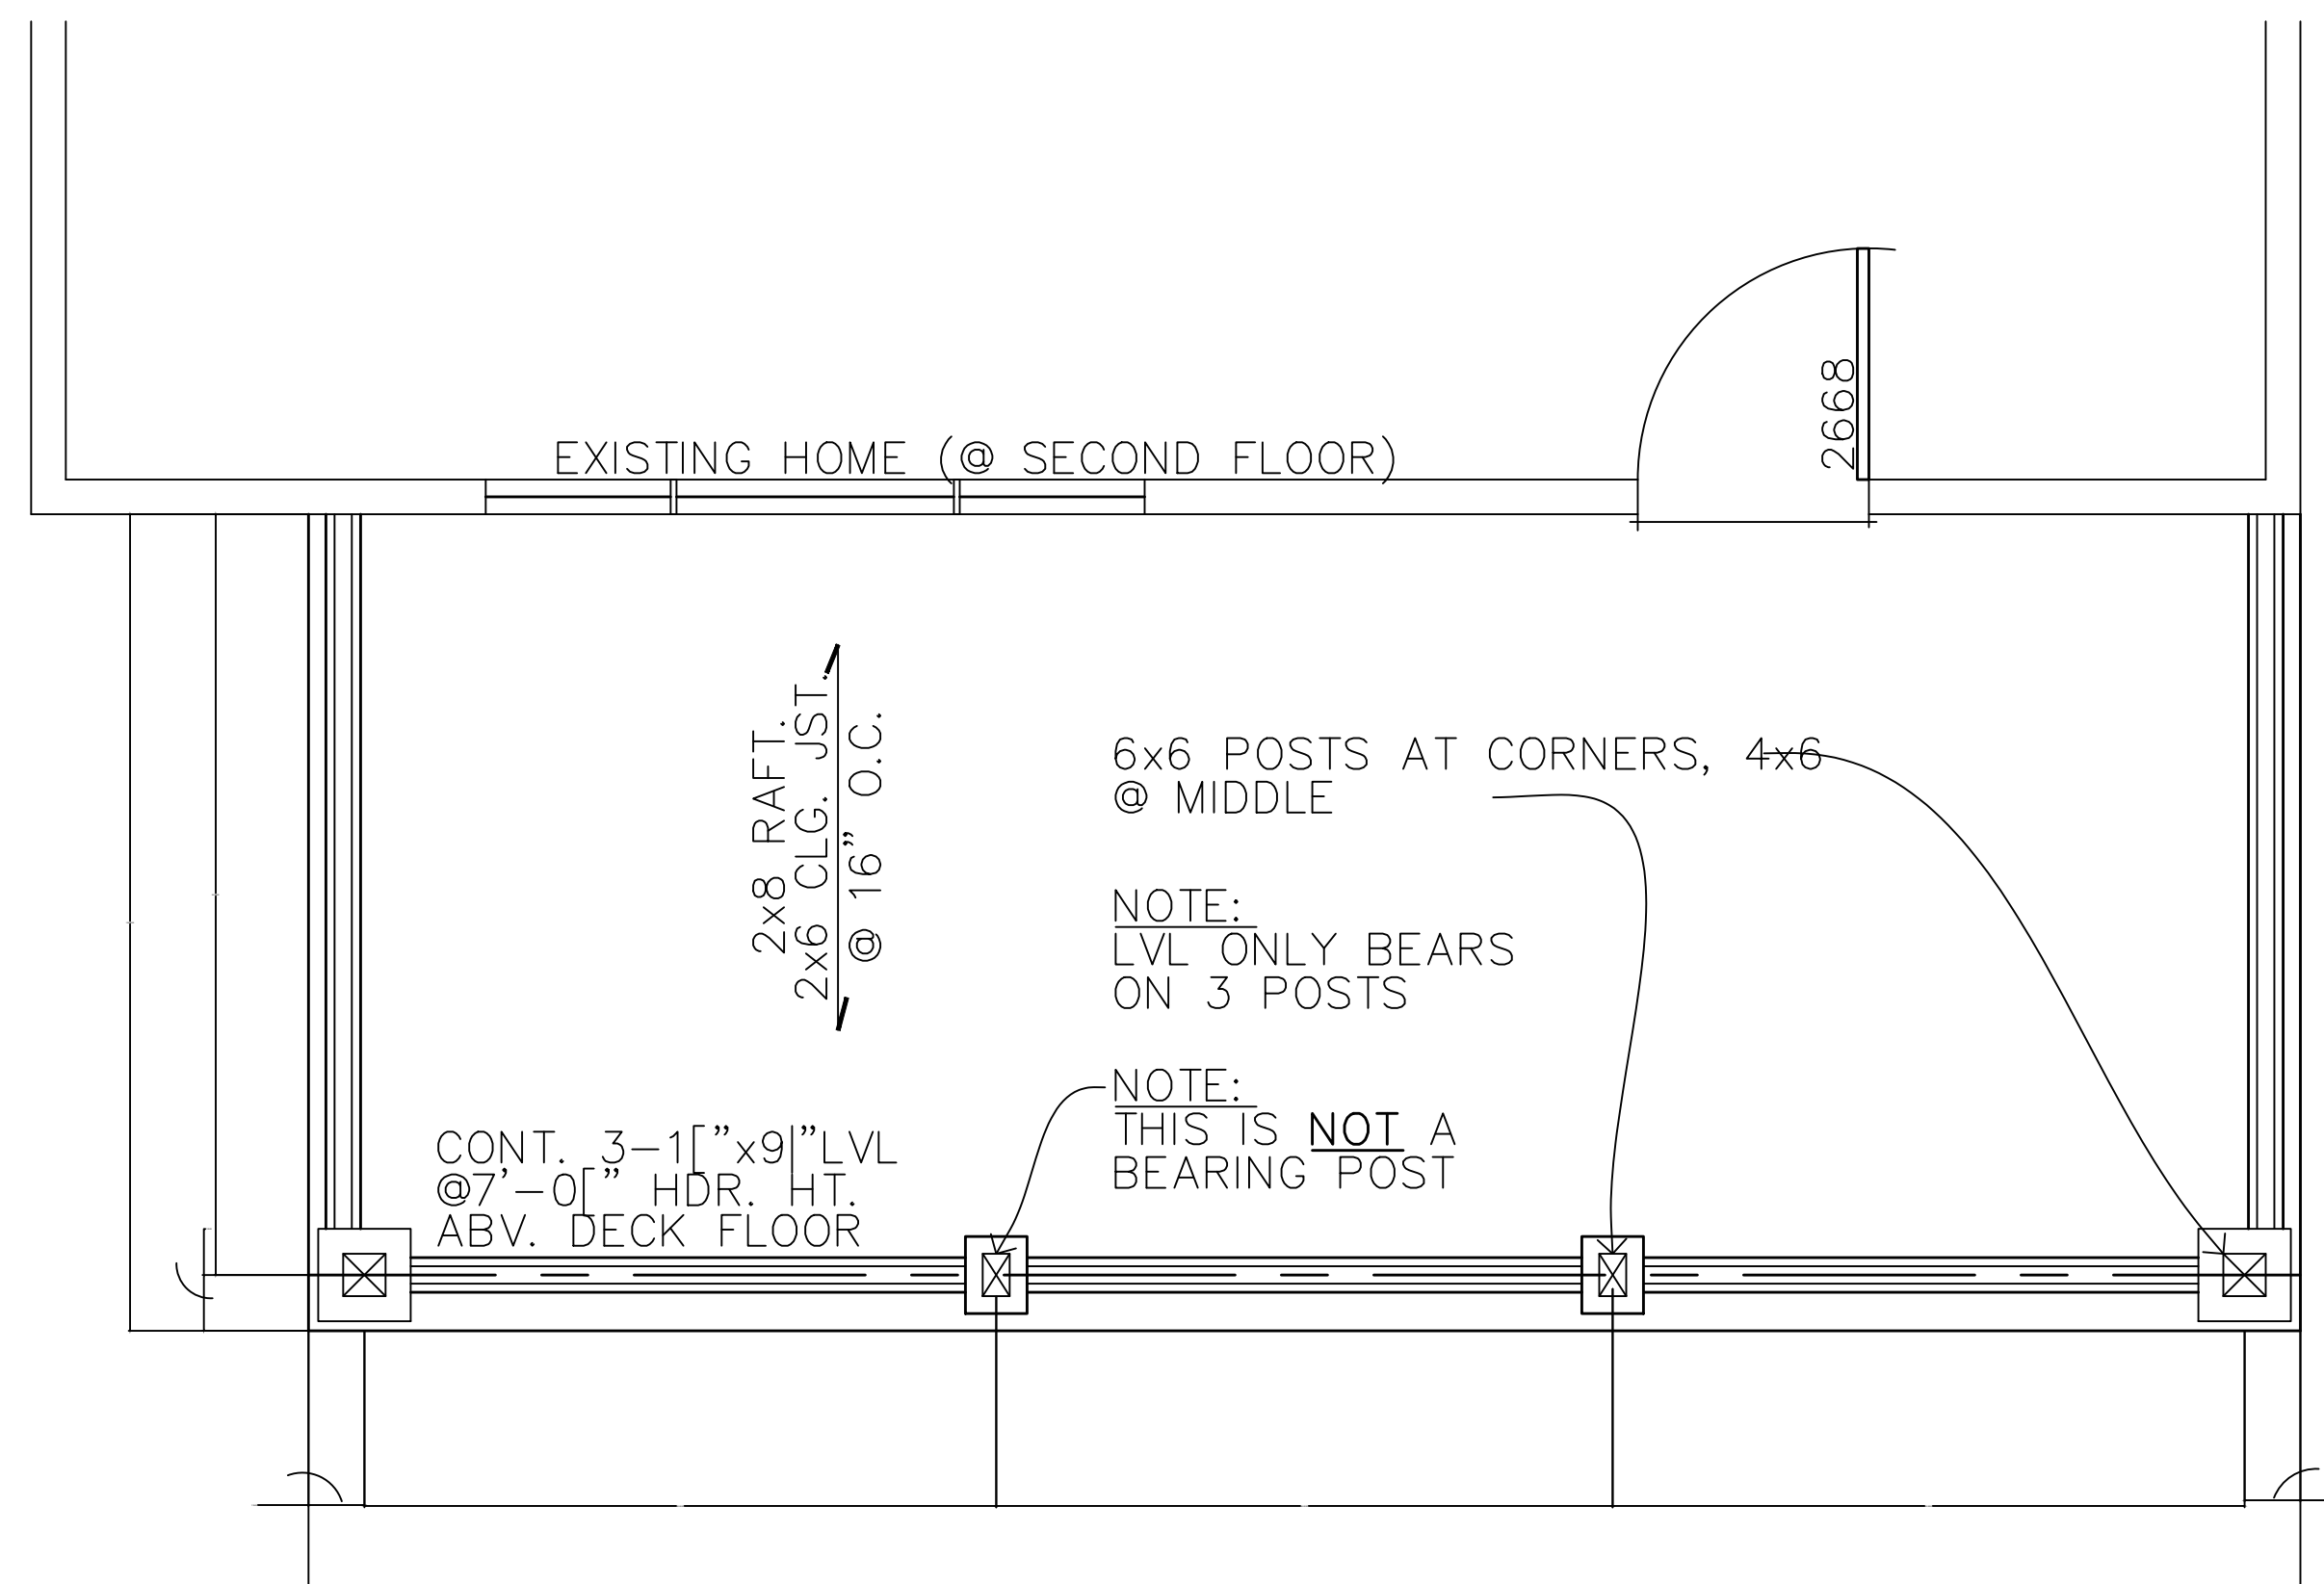 EXISTING HOME (@ SECOND FLOOR)
2668
2x8 RAFT.
2x6 CLG. JST.
@ 16” O.C.
6x6 POSTS AT CORNERS, 4x6
@ MIDDLE
NOTE:
LVL ONLY BEARS
ON 3 POSTS
NOTE:
THIS IS NOT A
BEARING POST
CONT. 3-1[”x9|”LVL
@7’-0[” HDR. HT.
ABV. DECK FLOOR